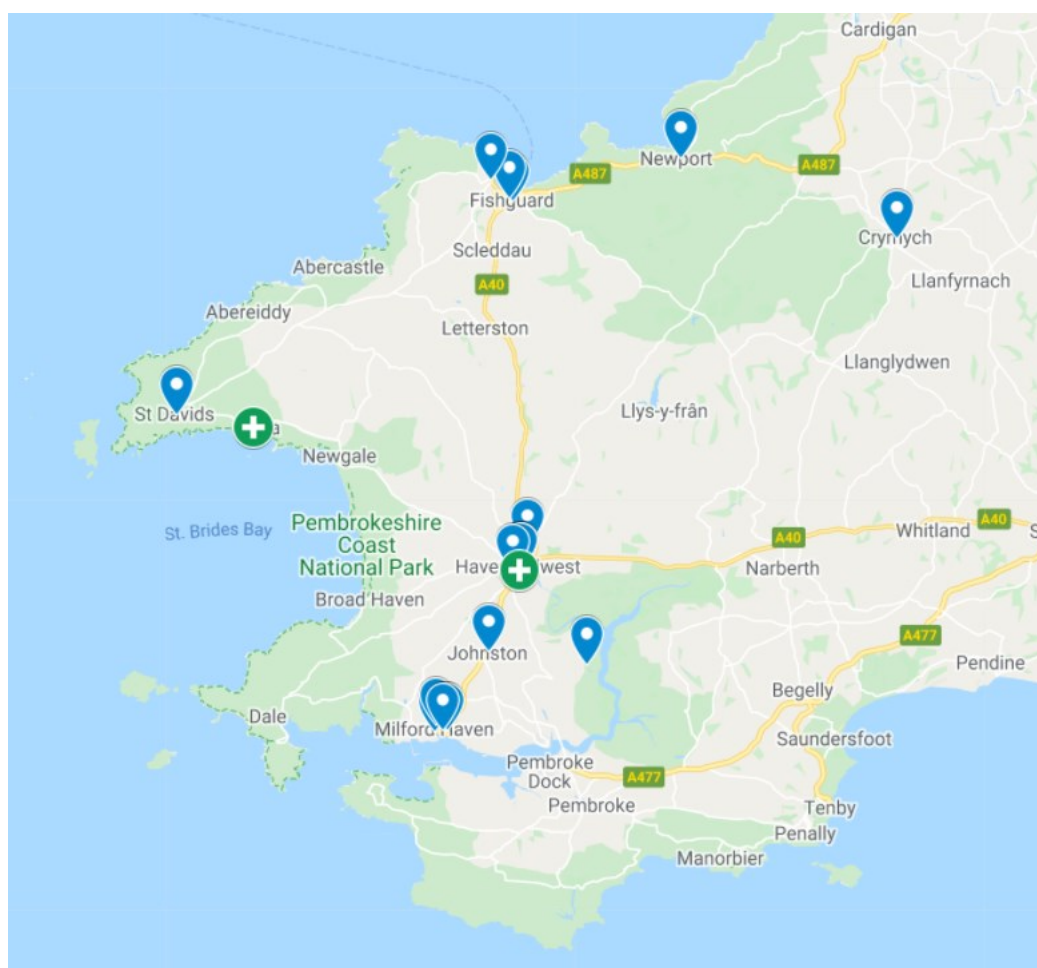 Cardigan
Newport
A487
A487
Fishguard
Crymych
Scleddau
Abercastle
Llanfyrnach
A40
Abereiddy
Letterston
Llanglydwen
St Davids
Llys-y-frân
Newgale
St. Brides Bay
Pembrokeshire
Coast
National Park
A40
A40
Whitland
Narberth
Broad Haven
Johnston
A477
Pendine
Begelly
Dale
Milford Haven
Saundersfoot
Pembroke
Dock
A477
Pembroke
Tenby
Penally
Manorbier